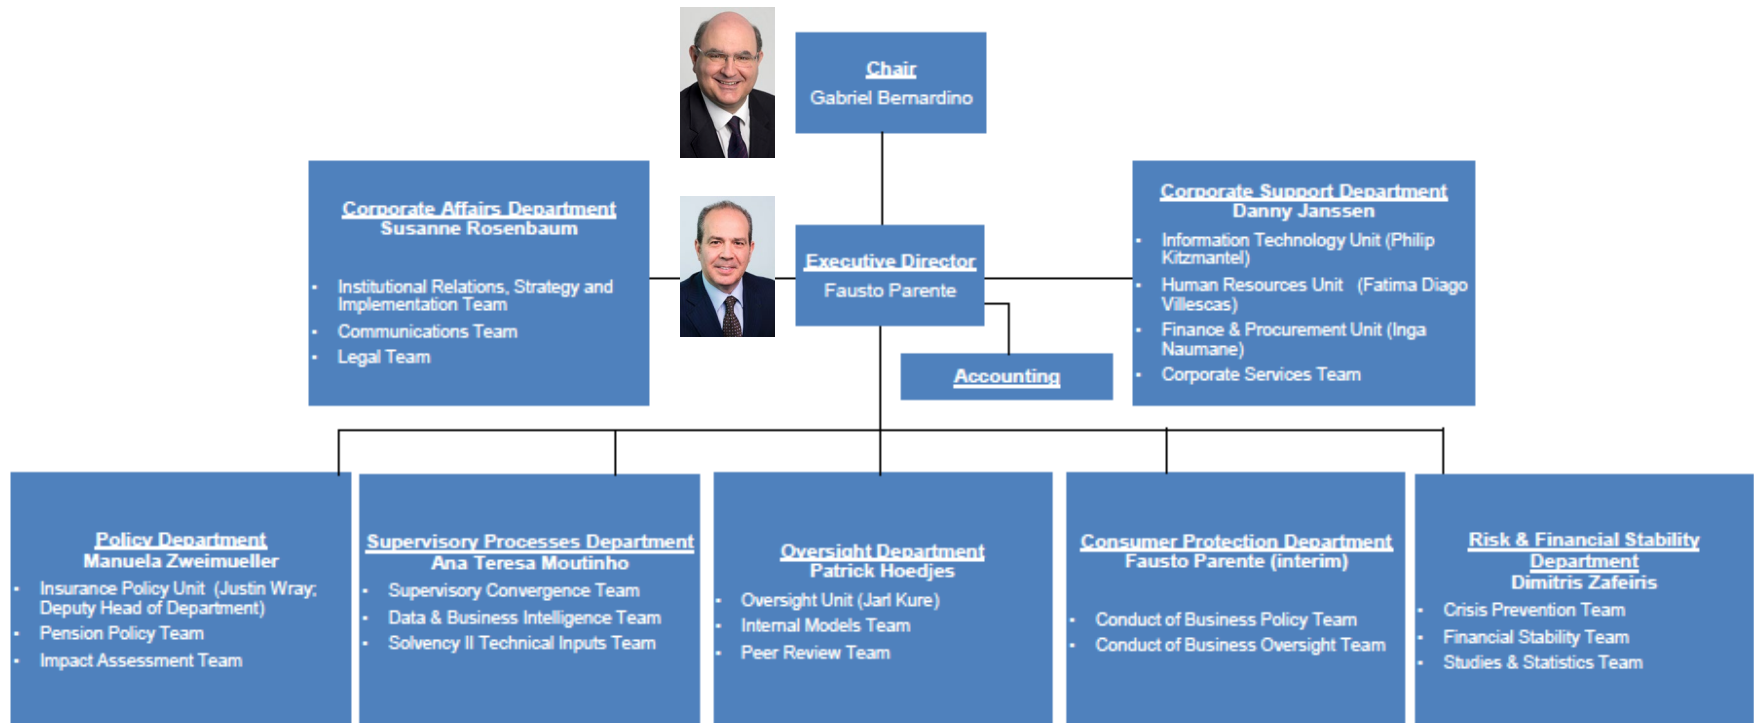 Chair
Gabriel Bernardino
Corporate Affairs Department
Susanne Rosenbaum
• Institutional Relations, Strategy and
Implementation Team
• Communications Team
• Legal Team
Executive Director
Fausto Parente
Corporate Support Department
Danny Janssen
• Information Technology Unit (Philip
Kitzmantel)
• Human Resources Unit (Fatima Diago
Villescas)
• Finance & Procurement Unit (Inga
Naumane)
• Corporate Services Team
Accounting
Policy Department
Manuela Zweimueller
• Insurance Policy Unit (Justin Wray;
Deputy Head of Department)
• Pension Policy Team
• Impact Assessment Team
Supervisory Processes Department
Ana Teresa Moutinho
• Supervisory Convergence Team
• Data & Business Intelligence Team
• Solvency II Technical Inputs Team
Oversight Department
Patrick Hoedjes
• Oversight Unit (Jarl Kure)
• Internal Models Team
• Peer Review Team
Consumer Protection Department
Fausto Parente (interim)
• Conduct of Business Policy Team
• Conduct of Business Oversight Team
Risk & Financial Stability
Department
Dimitris Zafeiris
• Crisis Prevention Team
• Financial Stability Team
• Studies & Statistics Team